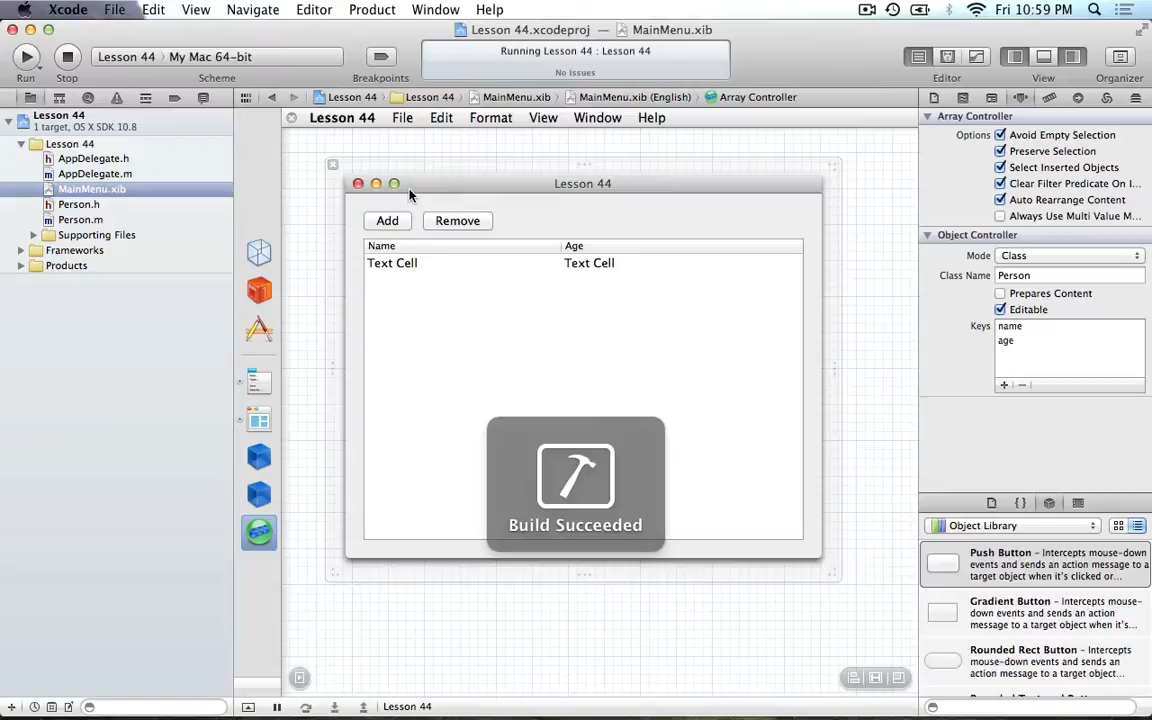 Xcode File Edit View Navigate Editor Product Window Help Fri 10:59 PM
Lesson 44.xcodeproj — MainMenu.xib
Run Stop Lesson 44 › My Mac 64-bit Scheme Breakpoints
Running Lesson 44 : Lesson 44
No Issues
Editor View Organizer
Lesson 44 Lesson 44 MainMenu.xib MainMenu.xib (English) Array Controller
Lesson 44
1 target, OS X SDK 10.8
Lesson 44
AppDelegate.h
AppDelegate.m
MainMenu.xib
Person.h
Person.m
Supporting Files
Frameworks
Products
Lesson 44 File Edit Format View Window Help
Lesson 44
Add Remove
Name Age
Text Cell Text Cell
Build Succeeded
Array Controller
Options Avoid Empty Selection
Preserve Selection
Select Inserted Objects
Clear Filter Predicate On I...
Auto Rearrange Content
Always Use Multi Value M...
Object Controller
Mode Class
Class Name Person
Prepares Content
Editable
Keys name
age
Object Library
Push Button – Intercepts mouse-down
events and sends an action message to a
target object when it's clicked or...
Gradient Button – Intercepts mouse-
down events and sends an action
message to a target object when it's...
Rounded Rect Button – Intercepts
mouse-down events and sends an
action message to a target object...
Lesson 44